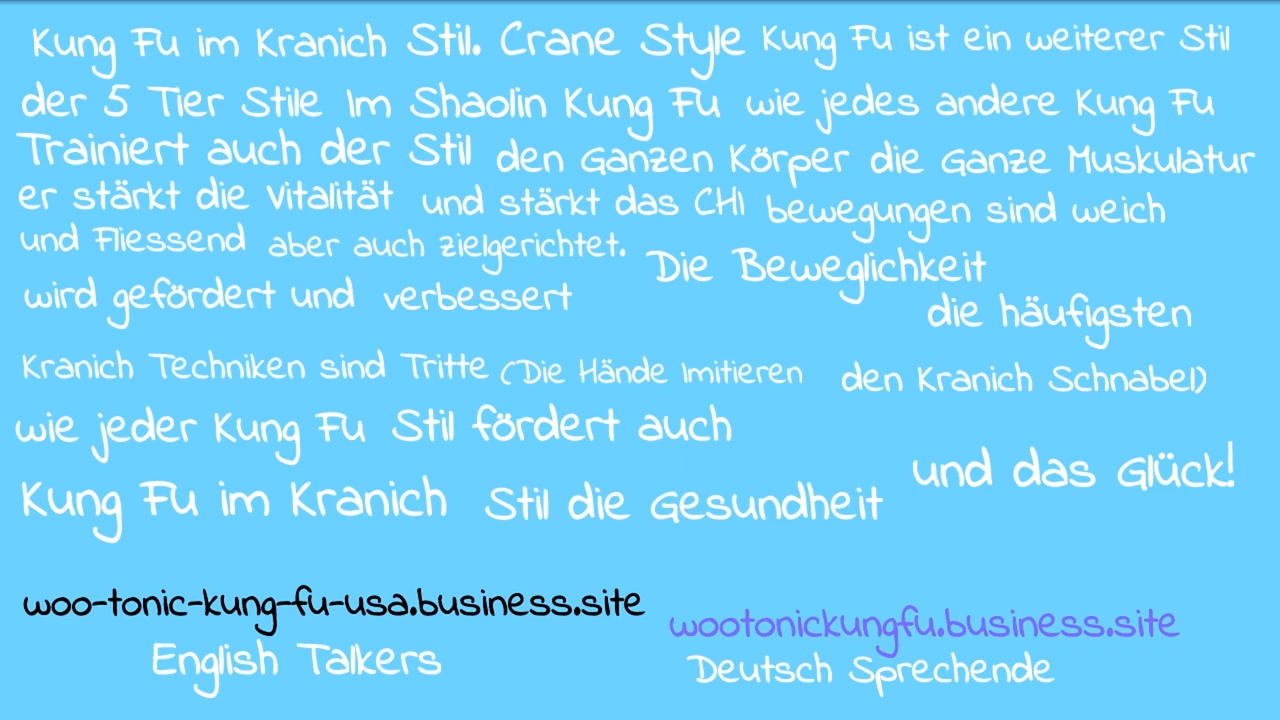 Kung Fu im Kranich Stil. Crane Style Kung Fu ist ein weiterer Stil
der 5 Tier Stile Im Shaolin Kung Fu wie jedes andere Kung Fu
Trainiert auch der Stil den Ganzen Körper die Ganze Muskulatur
er stärkt die Vitalität und stärkt das CHI bewegungen sind weich
und Fliessend aber auch zielgerichtet. Die Beweglichkeit
wird gefördert und verbessert die häufigsten
Kranich Techniken sind Tritte (Die Hände Imitieren den Kranich Schnabel)
wie jeder Kung Fu Stil fördert auch
Kung Fu im Kranich Stil die Gesundheit und das Glück!
woo-tonic-kung-fu-usa.business.site
English Talkers
wootonickungfu.business.site
Deutsch Sprechende